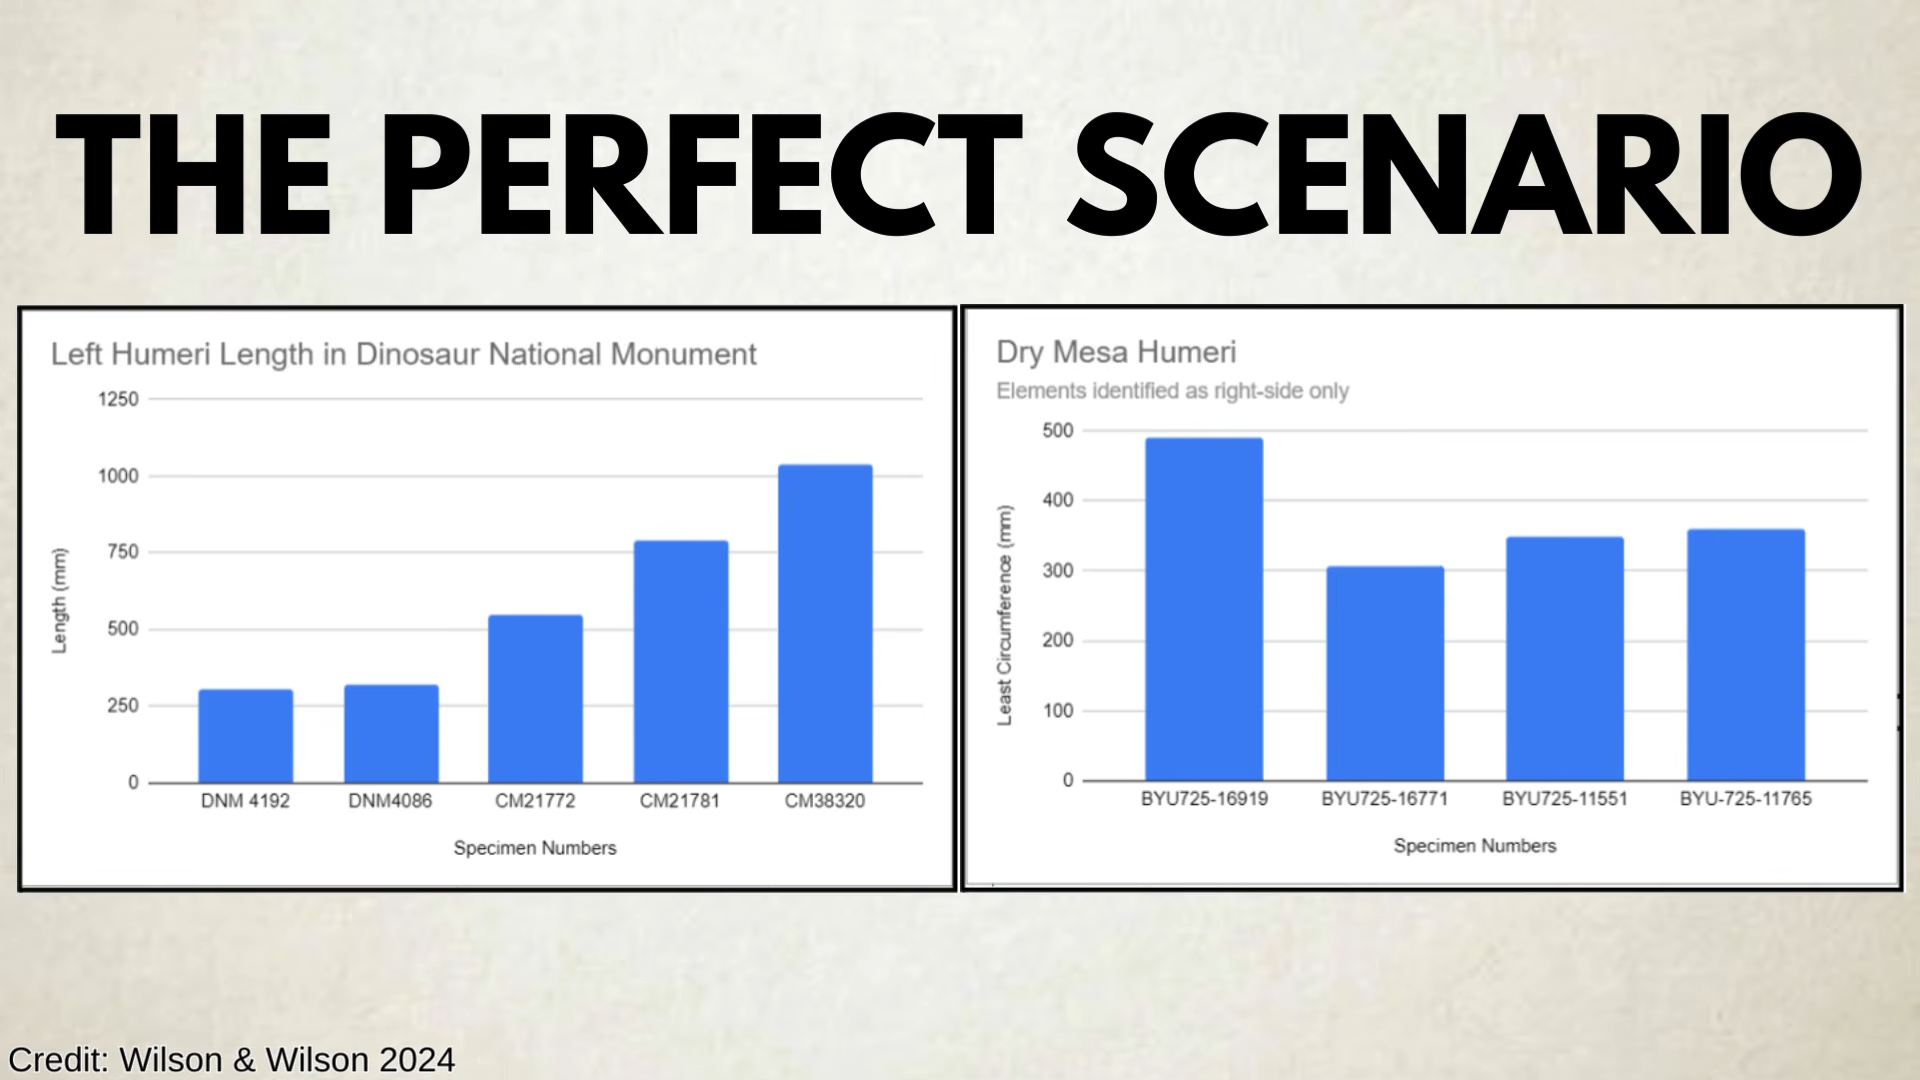 THE PERFECT SCENARIO
Left Humeri Length in Dinosaur National Monument
1250
1000
750
500
250
0
Length (mm)
DNM 4192 DNM4086 CM21772 CM21781 CM38320
Specimen Numbers
Dry Mesa Humeri
Elements identified as right-side only
500
400
300
200
100
0
Least Circumference (mm)
BYU725-16919 BYU725-16771 BYU725-11551 BYU-725-11765
Specimen Numbers
Credit: Wilson & Wilson 2024